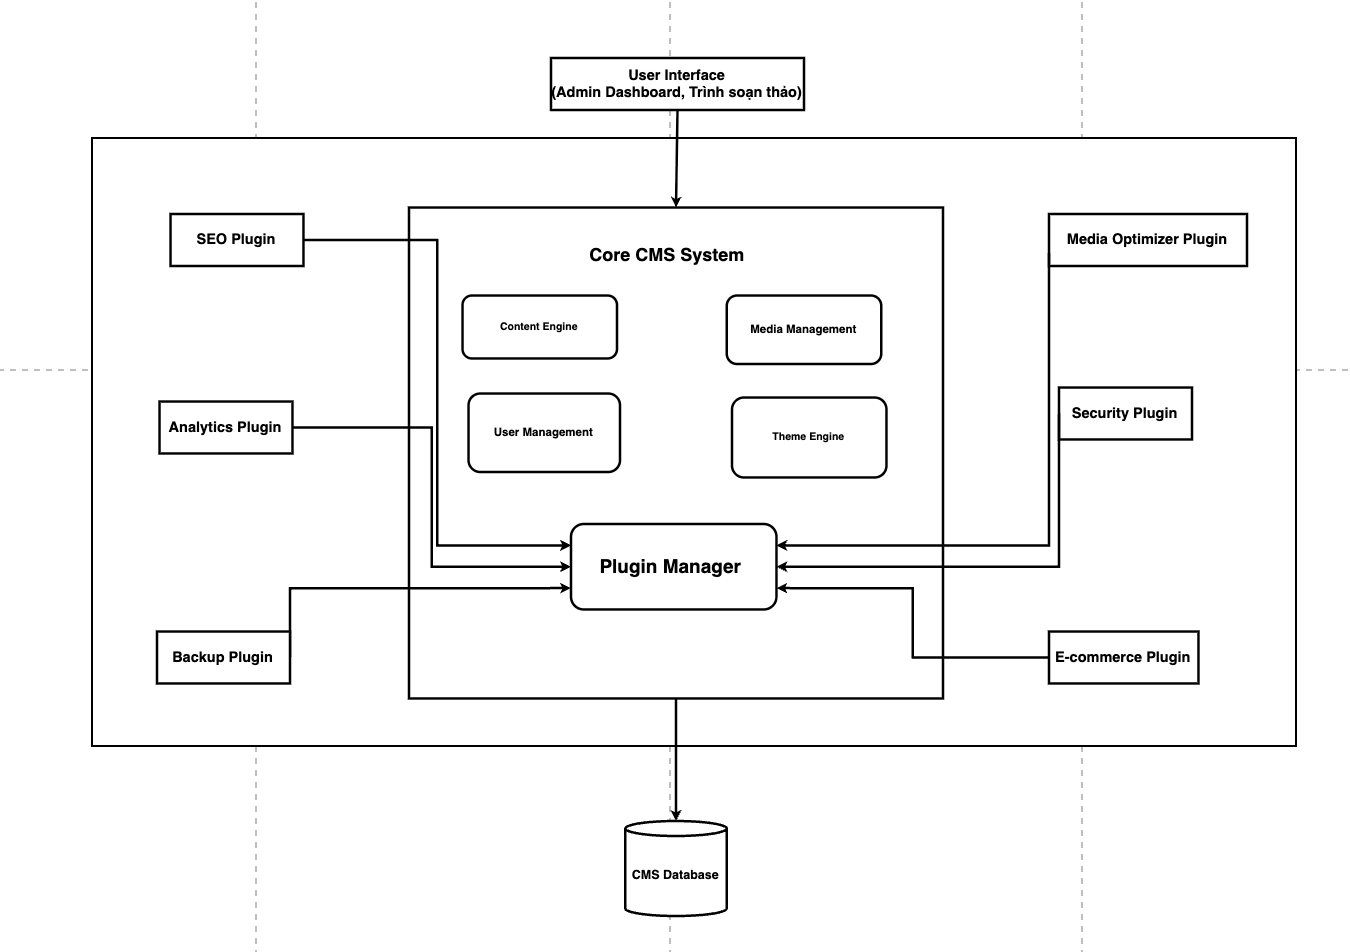 User Interface
(Admin Dashboard, Trình soạn thảo)
SEO Plugin
Core CMS System
Media Optimizer Plugin
Content Engine
Media Management
Analytics Plugin
User Management
Theme Engine
Security Plugin
Plugin Manager
Backup Plugin
E-commerce Plugin
CMS Database